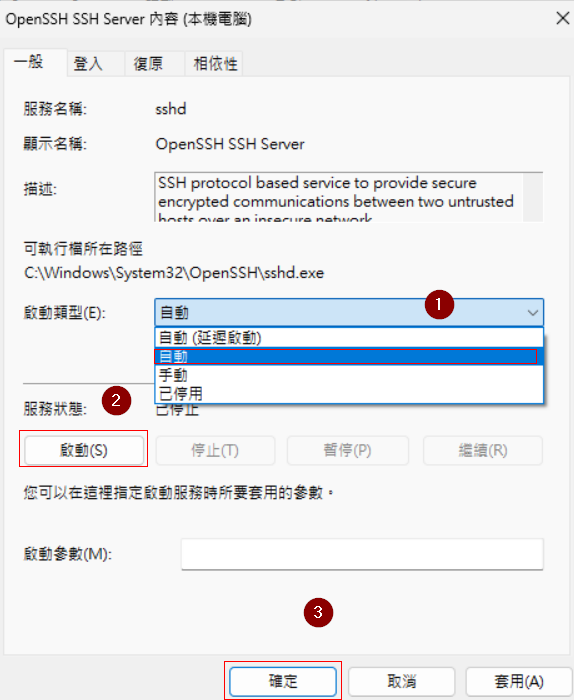 OpenSSH SSH Server 內容 (本機電腦)
一般 登入 復原 相依性
服務名稱: sshd
顯示名稱: OpenSSH SSH Server
描述: SSH protocol based service to provide secure
encrypted communications between two untrusted
hosts over an insecure network
可執行檔所在路徑
C:\Windows\System32\OpenSSH\sshd.exe
啟動類型(E): 自動 1
自動 (延遲啟動)
自動
手動
已停用
2
服務狀態: 已停止
啟動(S) 停止(T) 暫停(P) 繼續(R)
您可以在這裡指定啟動服務時所要套用的參數。
啟動參數(M):
3
確定 取消 套用(A)